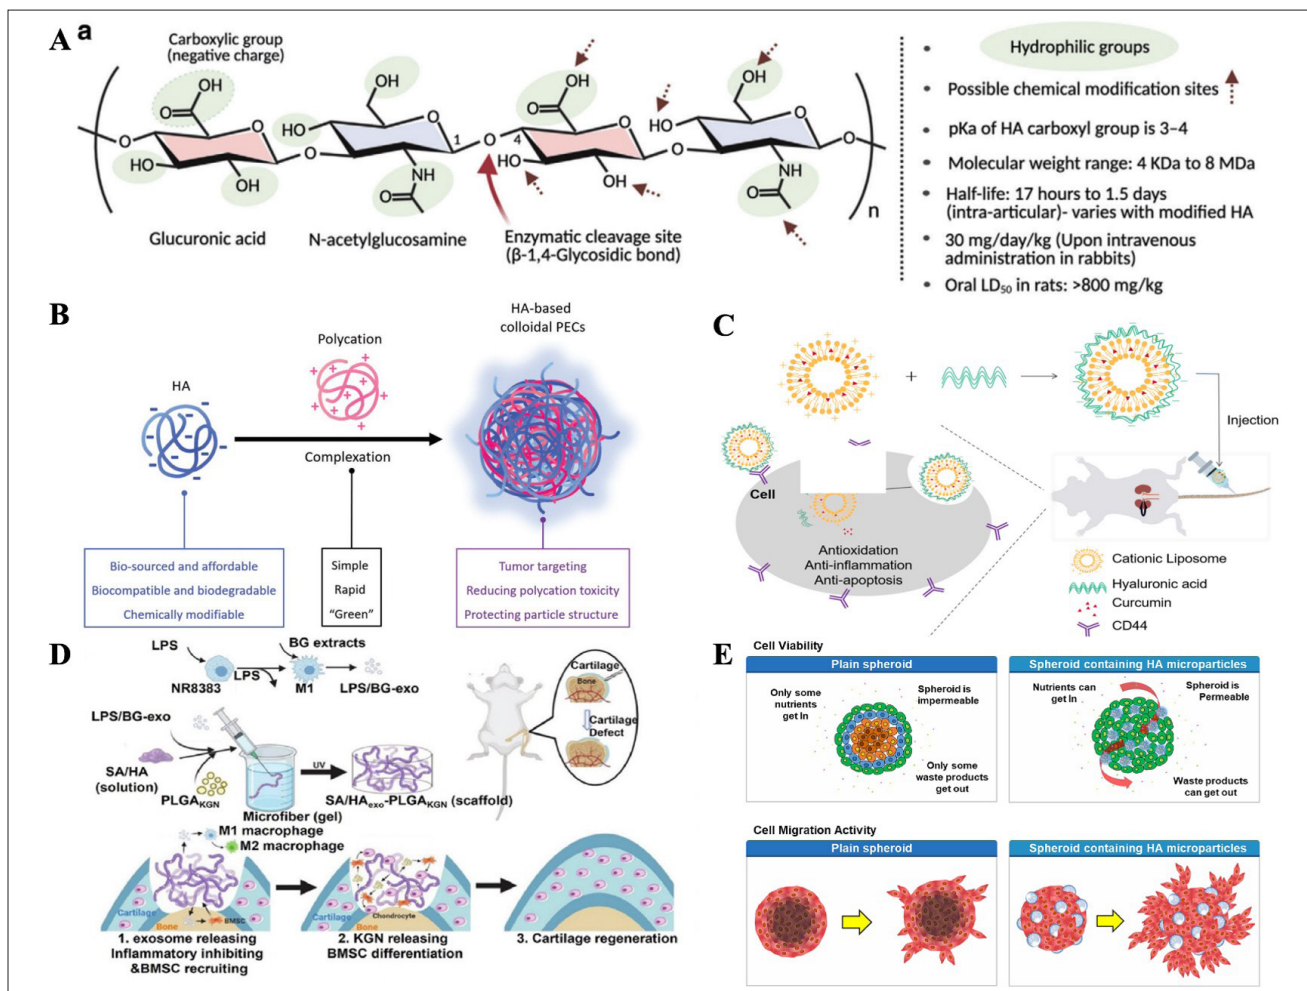 A a
Carboxylic group
(negative charge)
O
OH
O
HO
OH
O
HO
OH
O
1
NH
O
O
4
O
OH
O
HO
OH
O
HO
OH
O
NH
O
O
n
Glucuronic acid
N-acetylglucosamine
Enzymatic cleavage site
(β-1,4-Glycosidic bond)
Hydrophilic groups
• Possible chemical modification sites
• pKa of HA carboxyl group is 3–4
• Molecular weight range: 4 KDa to 8 MDa
• Half-life: 17 hours to 1.5 days
(intra-articular)- varies with modified HA
• 30 mg/day/kg (Upon intravenous
administration in rabbits)
• Oral LD₅₀ in rats: >800 mg/kg
B
HA
Polycation
Complexation
HA-based
colloidal PECs
Bio-sourced and affordable
Biocompatible and biodegradable
Chemically modifiable
Simple
Rapid
“Green”
Tumor targeting
Reducing polycation toxicity
Protecting particle structure
C
+
Injection
Cell
Antioxidation
Anti-inflammation
Anti-apoptosis
Cationic Liposome
Hyaluronic acid
Curcumin
CD44
D
LPS
NR8383
LPS
BG extracts
M1
LPS/BG-exo
LPS/BG-exo
SA/HA
(solution)
PLGA_KGN
Microfiber (gel)
UV
SA/HA_exo-PLGA_KGN (scaffold)
Cartilage
Bone
Cartilage
Defect
M1 macrophage
M2 macrophage
Cartilage
Bone
BMSC
Cartilage
Bone
Chondrocyte
1. exosome releasing
Inflammatory inhibiting
&BMSC recruiting
2. KGN releasing
BMSC differentiation
3. Cartilage regeneration
E
Cell Viability
Plain spheroid
Only some
nutrients
get In
Spheroid is
impermeable
Only some
waste products
get out
Spheroid containing HA microparticles
Nutrients can
get In
Spheroid is
Permeable
Waste products
can get out
Cell Migration Activity
Plain spheroid
Spheroid containing HA microparticles